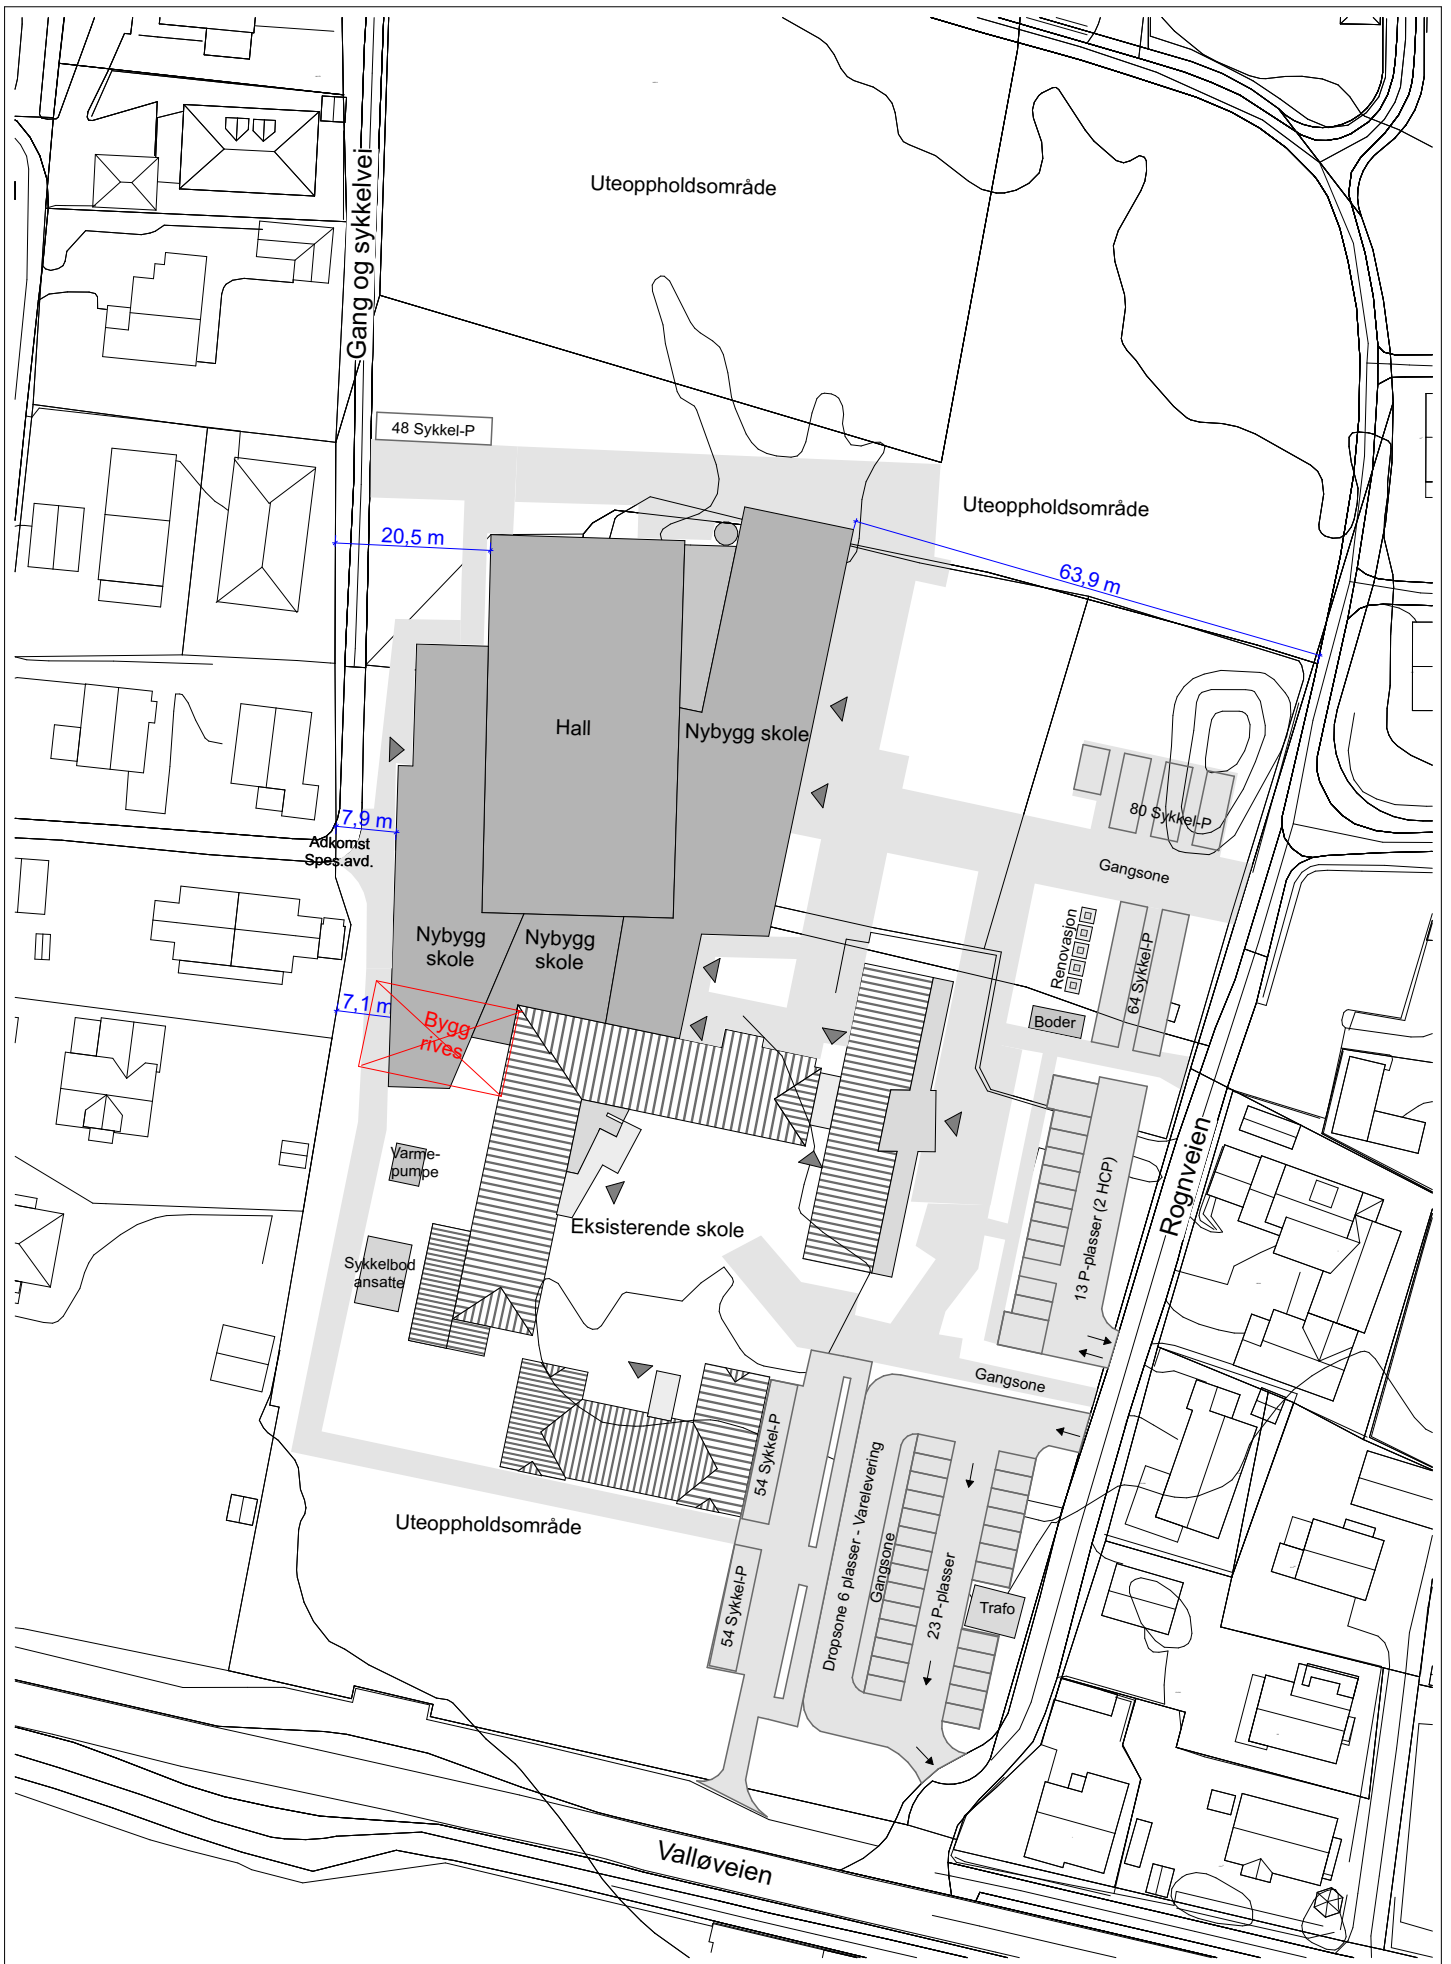 Gang og sykkelvei
Uteoppholdsområde
48 Sykkel-P
Uteoppholdsområde
20,5 m
63,9 m
Hall
Nybygg skole
7,9 m
Adkomst
Spes.avd.
80 Sykkel-P
Gangsone
Nybygg
skole
Nybygg
skole
Renovasjon
64 Sykkel-P
7,1 m
Bygg
rives
Boder
Varme-
pumpe
13 P-plasser (2 HCP)
Rognveien
Eksisterende skole
Sykkelbod
ansatte
Gangsone
54 Sykkel-P
Dropsone 6 plasser - Varelevering
Gangsone
23 P-plasser
Uteoppholdsområde
54 Sykkel-P
Trafo
Valløveien